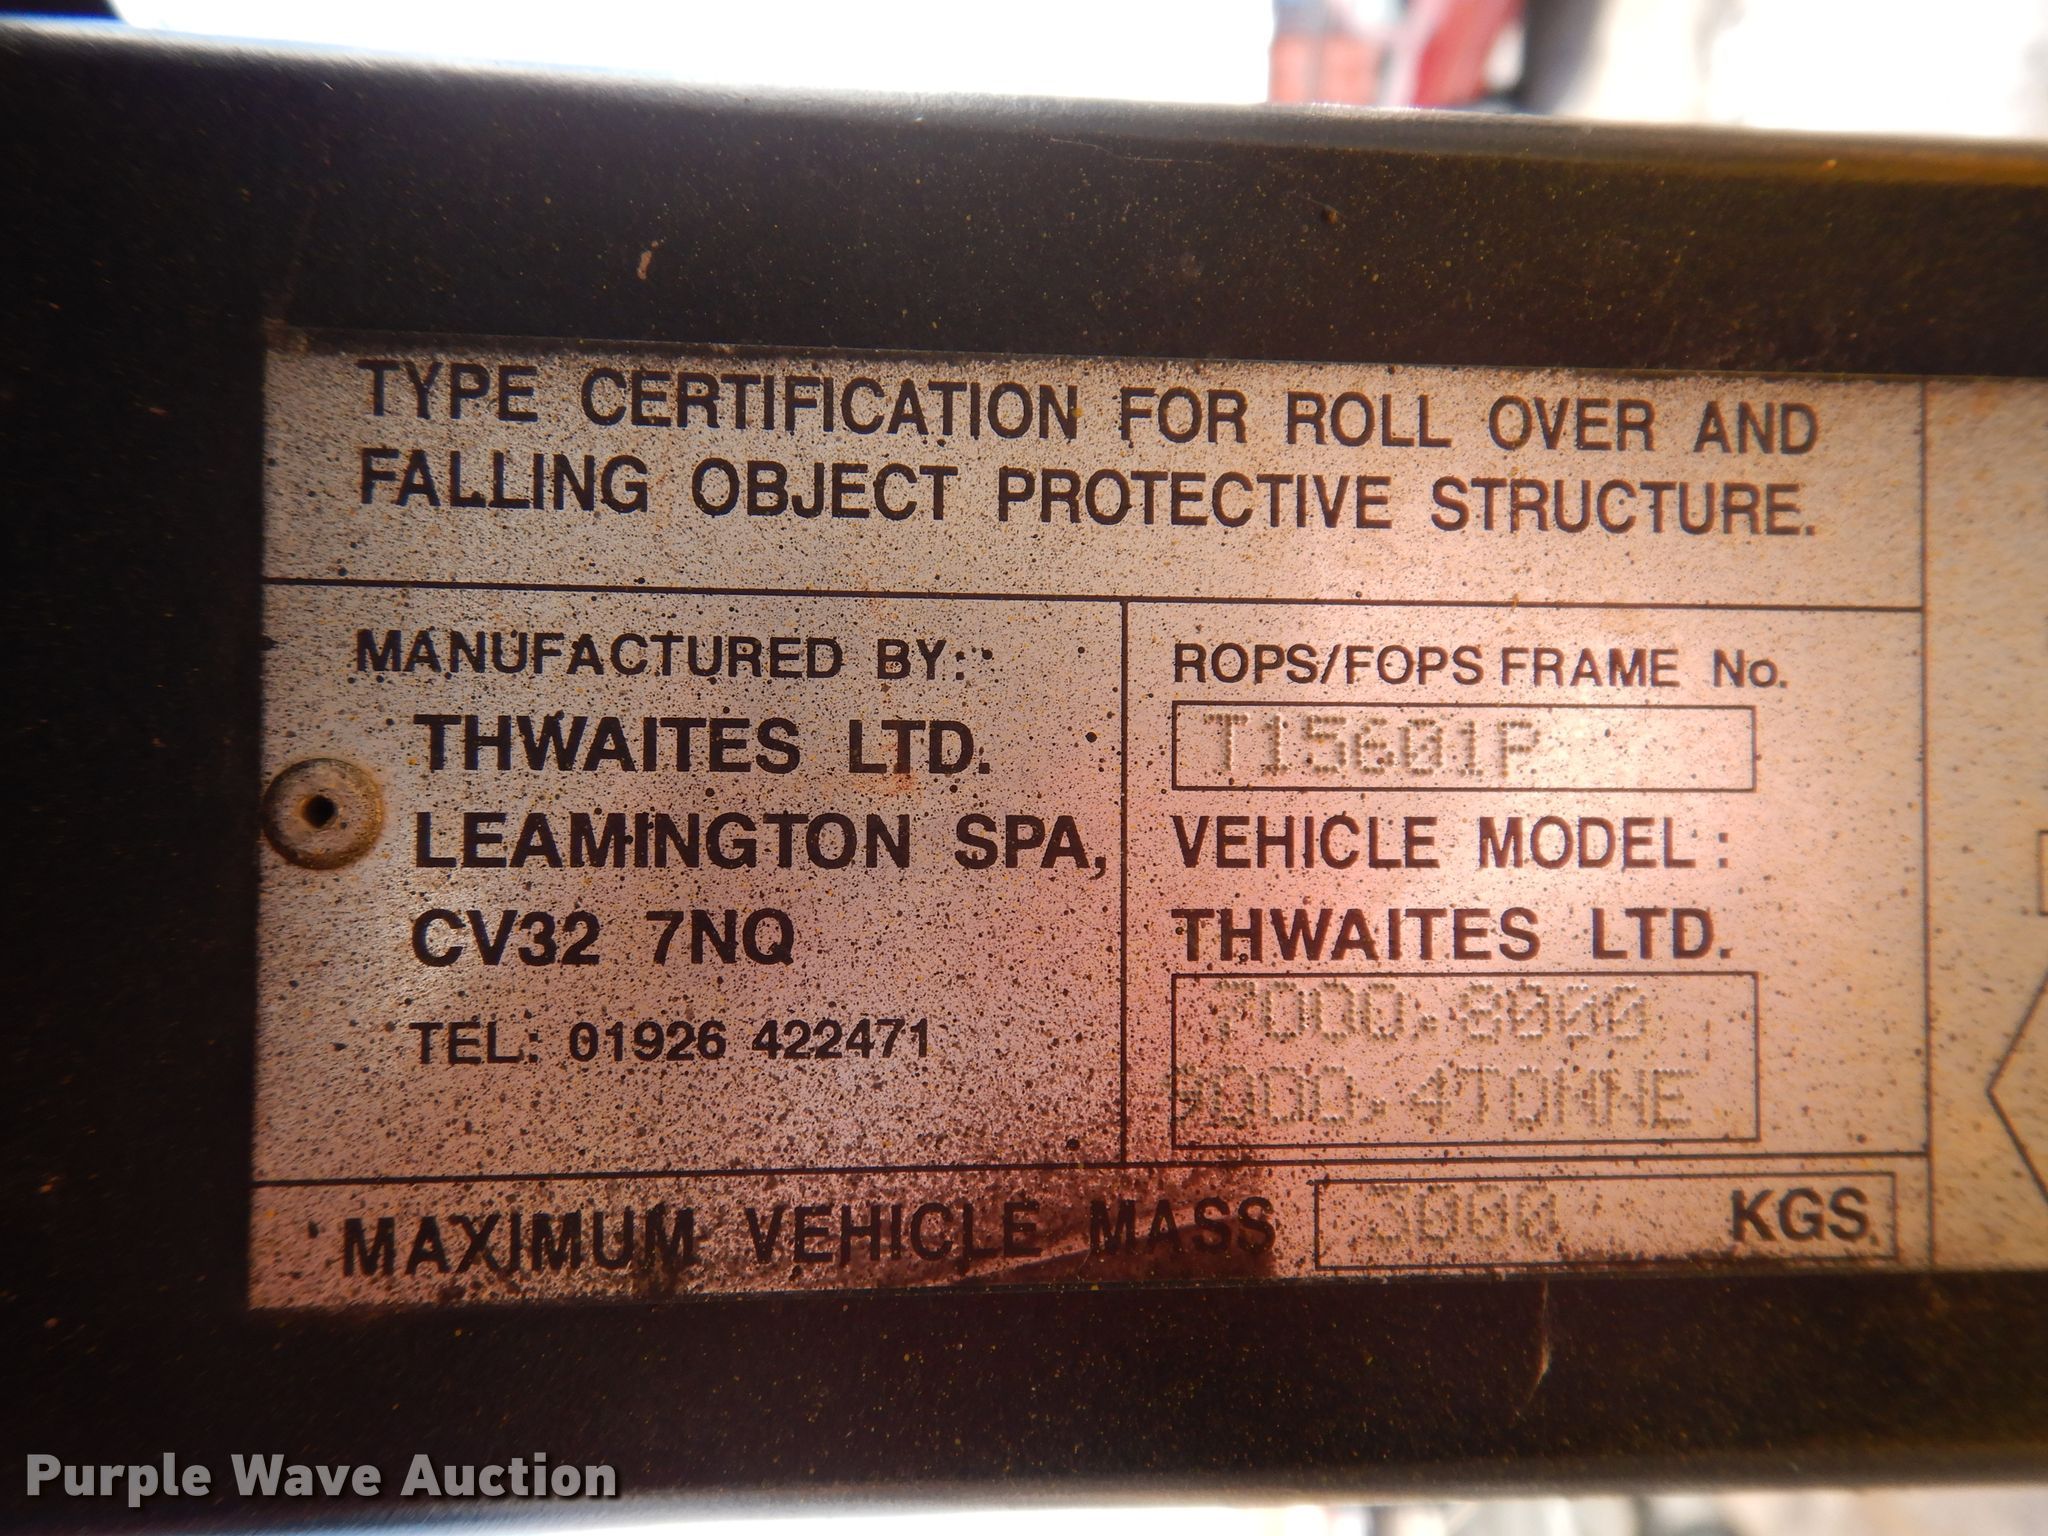 TYPE CERTIFICATION FOR ROLL OVER AND
FALLING OBJECT PROTECTIVE STRUCTURE.
MANUFACTURED BY:
THWAITES LTD.
LEAMINGTON SPA,
CV32 7NQ
TEL: 01926 422471
ROPS/FOPS FRAME No.
T15601P
VEHICLE MODEL:
THWAITES LTD.
7000,8000
9000,4TONNE
MAXIMUM VEHICLE MASS
KGS.
Purple Wave Auction